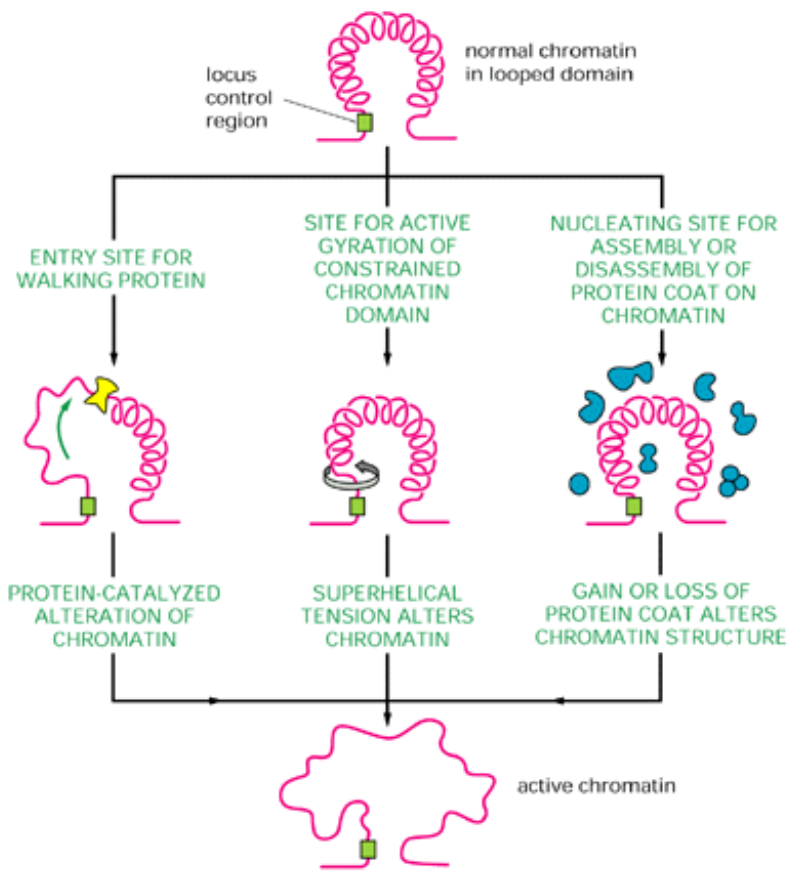 normal chromatin
in looped domain
locus
control
region
ENTRY SITE FOR
WALKING PROTEIN
SITE FOR ACTIVE
GYRATION OF
CONSTRAINED
CHROMATIN
DOMAIN
NUCLEATING SITE FOR
ASSEMBLY OR
DISASSEMBLY OF
PROTEIN COAT ON
CHROMATIN
PROTEIN-CATALYZED
ALTERATION OF
CHROMATIN
SUPERHELICAL
TENSION ALTERS
CHROMATIN
GAIN OR LOSS OF
PROTEIN COAT ALTERS
CHROMATIN STRUCTURE
active chromatin